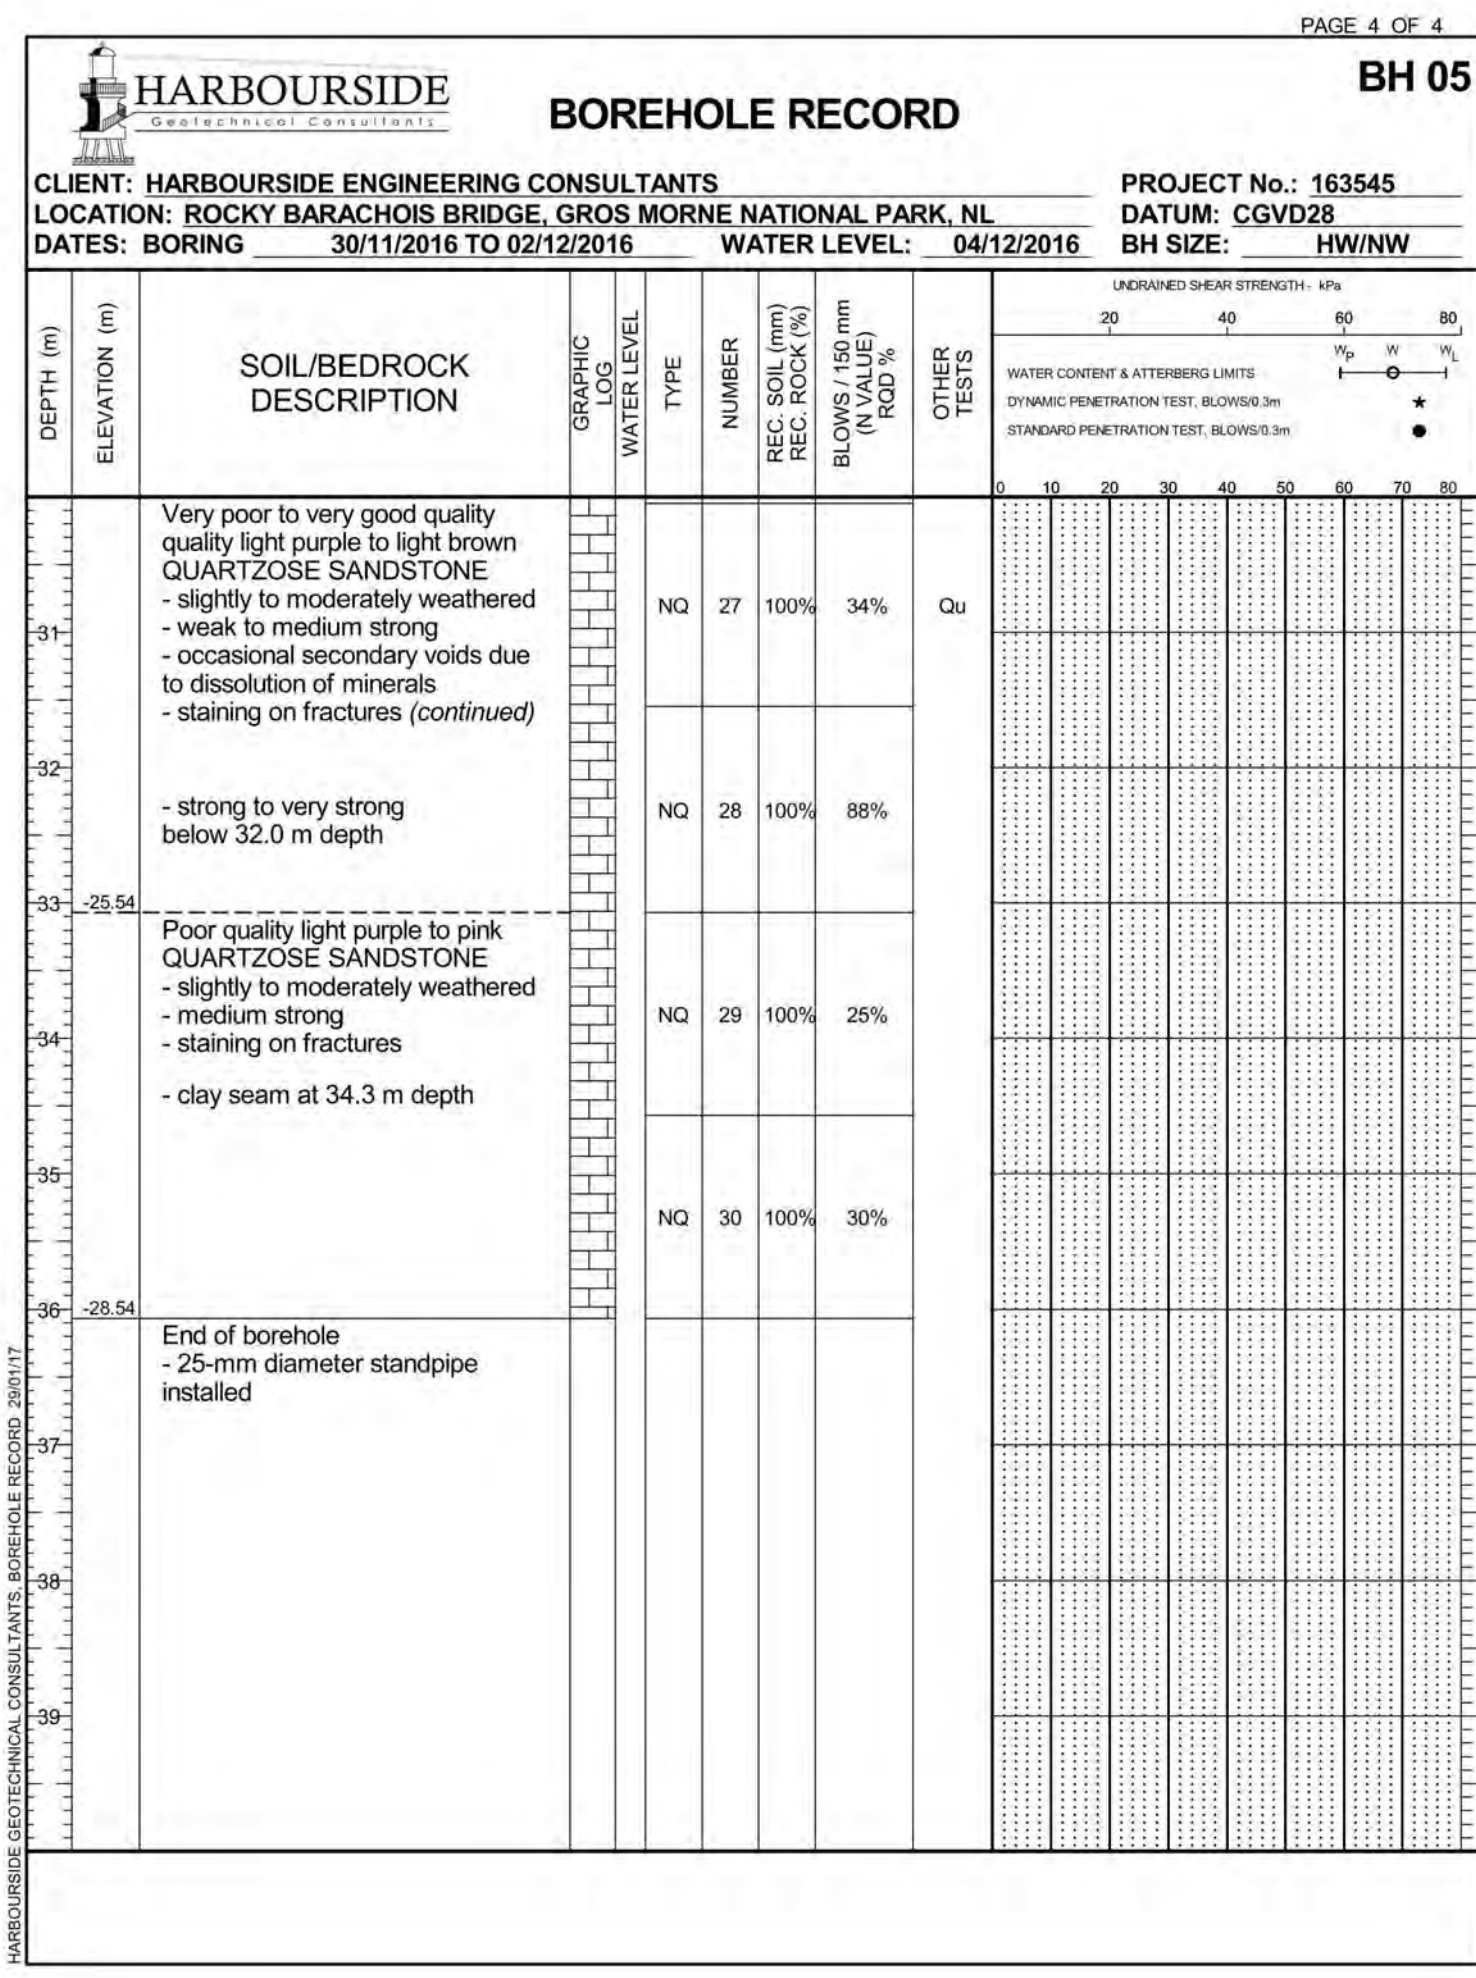 PAGE 4 OF 4
BH 05
HARBOURSIDE
Geotechnical Consultants
BOREHOLE RECORD
CLIENT: HARBOURSIDE ENGINEERING CONSULTANTS
PROJECT No.: 163545
LOCATION: ROCKY BARACHOIS BRIDGE, GROS MORNE NATIONAL PARK, NL
DATUM: CGVD28
DATES: BORING 30/11/2016 TO 02/12/2016
WATER LEVEL: 04/12/2016
BH SIZE: HW/NW
DEPTH (m)
ELEVATION (m)
SOIL/BEDROCK
DESCRIPTION
GRAPHIC
LOG
WATER LEVEL
TYPE
NUMBER
REC. SOIL (mm)
REC. ROCK (%)
BLOWS / 150 mm
(N VALUE)
RQD %
OTHER
TESTS
UNDRAINED SHEAR STRENGTH - kPa
20 40 60 80
WP W WL
WATER CONTENT & ATTERBERG LIMITS
DYNAMIC PENETRATION TEST, BLOWS/0.3m ★
STANDARD PENETRATION TEST, BLOWS/0.3m ●
0 10 20 30 40 50 60 70 80
Very poor to very good quality
quality light purple to light brown
QUARTZOSE SANDSTONE
- slightly to moderately weathered
NQ 27 100% 34% Qu
- weak to medium strong
31
- occasional secondary voids due
to dissolution of minerals
- staining on fractures (continued)
32
- strong to very strong
NQ 28 100% 88%
below 32.0 m depth
33 -25.54
Poor quality light purple to pink
QUARTZOSE SANDSTONE
- slightly to moderately weathered
- medium strong
NQ 29 100% 25%
34
- staining on fractures
- clay seam at 34.3 m depth
35
NQ 30 100% 30%
36 -28.54
End of borehole
- 25-mm diameter standpipe
installed
37
38
39
HARBOURSIDE GEOTECHNICAL CONSULTANTS, BOREHOLE RECORD 29/01/17